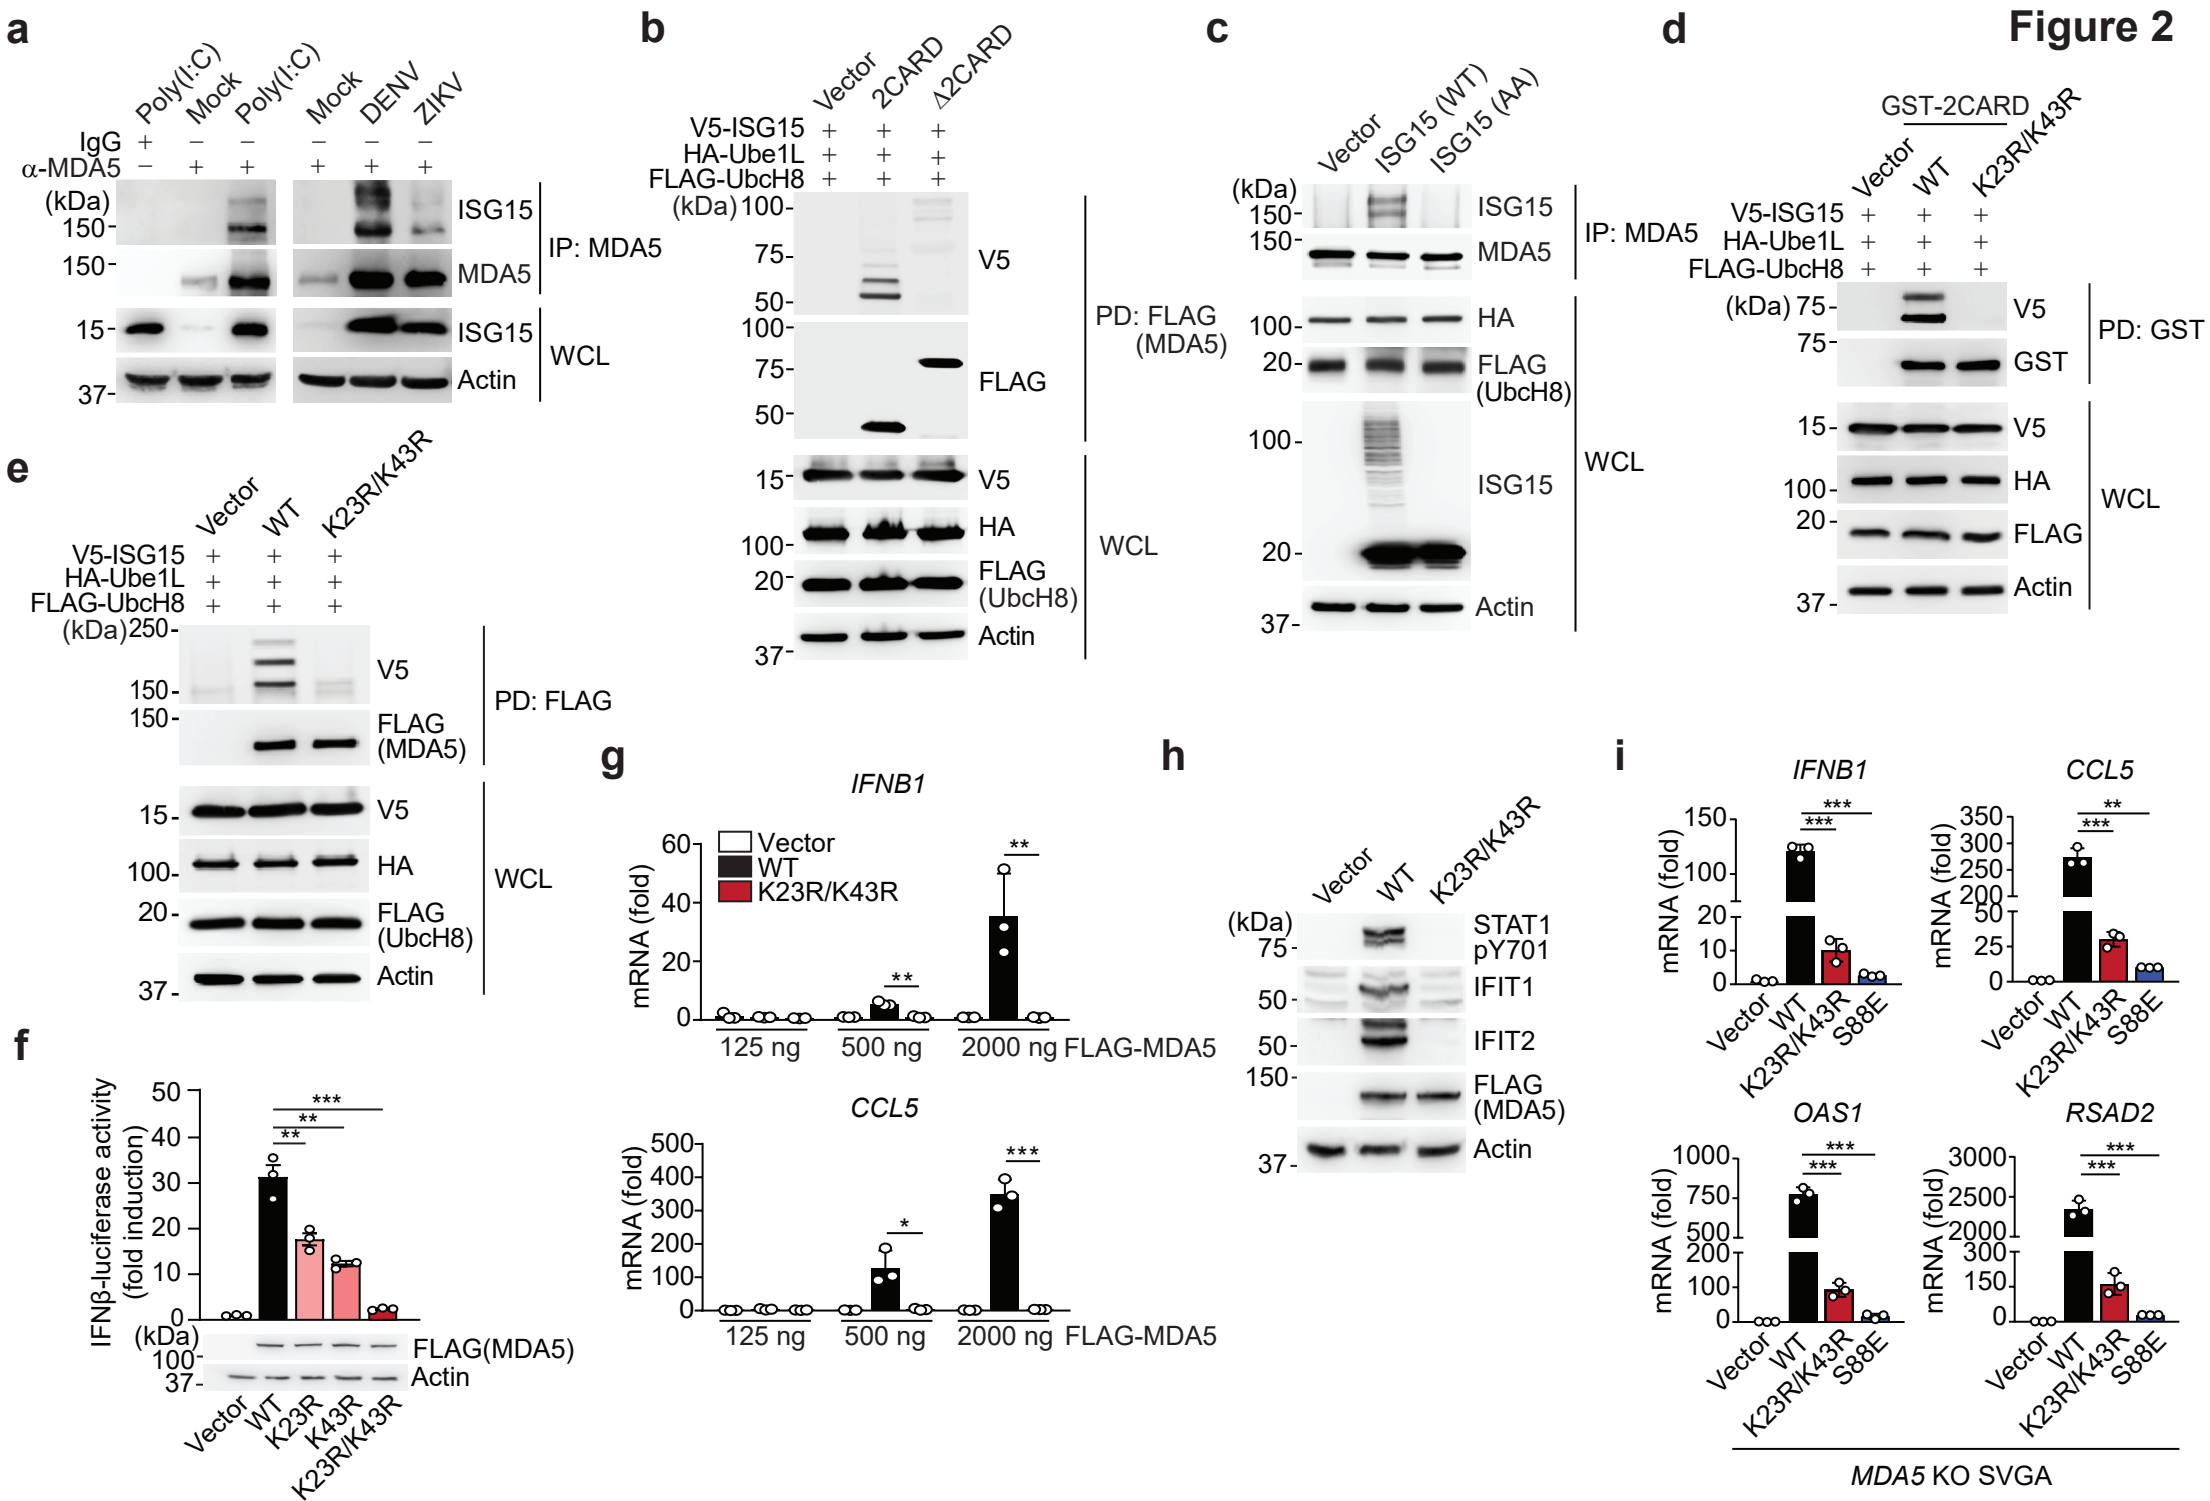 Figure 2
a
Poly(I:C)
Mock
Poly(I:C)
Mock
DENV
ZIKV
IgG + − − − − −
α-MDA5 − + + + + +
(kDa)
150-
ISG15
150-
MDA5
IP: MDA5
15-
ISG15
37-
Actin
WCL
b
Vector
2CARD
Δ2CARD
V5-ISG15 + + +
HA-Ube1L + + +
FLAG-UbcH8 + + +
(kDa) 100-
75-
50-
V5
100-
75-
50-
FLAG
PD: FLAG
(MDA5)
15-
V5
100-
HA
20-
FLAG
(UbcH8)
37-
Actin
WCL
c
Vector
ISG15 (WT)
ISG15 (AA)
(kDa)
150-
ISG15
150-
MDA5
IP: MDA5
100-
HA
20-
FLAG
(UbcH8)
100-
20-
ISG15
37-
Actin
WCL
d
GST-2CARD
Vector
WT
K23R/K43R
V5-ISG15 + + +
HA-Ube1L + + +
FLAG-UbcH8 + + +
(kDa) 75-
V5
75-
GST
PD: GST
15-
V5
100-
HA
20-
FLAG
37-
Actin
WCL
e
Vector
WT
K23R/K43R
V5-ISG15 + + +
HA-Ube1L + + +
FLAG-UbcH8 + + +
(kDa) 250-
150-
V5
150-
FLAG
(MDA5)
PD: FLAG
15-
V5
100-
HA
20-
FLAG
(UbcH8)
37-
Actin
WCL
f
IFNβ-luciferase activity
(fold induction)
50
40
30
20
10
0
***
**
**
(kDa)
100-
37-
FLAG(MDA5)
Actin
Vector
WT
K23R
K43R
K23R/K43R
g
IFNB1
mRNA (fold)
60
40
20
0
Vector
WT
K23R/K43R
**
**
125 ng 500 ng 2000 ng FLAG-MDA5
CCL5
mRNA (fold)
500
400
300
200
100
0
*
***
125 ng 500 ng 2000 ng FLAG-MDA5
h
Vector
WT
K23R/K43R
(kDa)
75-
STAT1
pY701
50-
IFIT1
50-
IFIT2
150-
FLAG
(MDA5)
37-
Actin
i
IFNB1
mRNA (fold)
150
100
20
10
0
***
***
Vector
WT
K23R/K43R
S88E
CCL5
mRNA (fold)
350
300
250
200
50
25
0
**
***
Vector
WT
K23R/K43R
S88E
OAS1
mRNA (fold)
1000
750
500
200
100
0
***
***
Vector
WT
K23R/K43R
S88E
RSAD2
mRNA (fold)
3000
2500
2000
300
150
0
***
***
Vector
WT
K23R/K43R
S88E
MDA5 KO SVGA